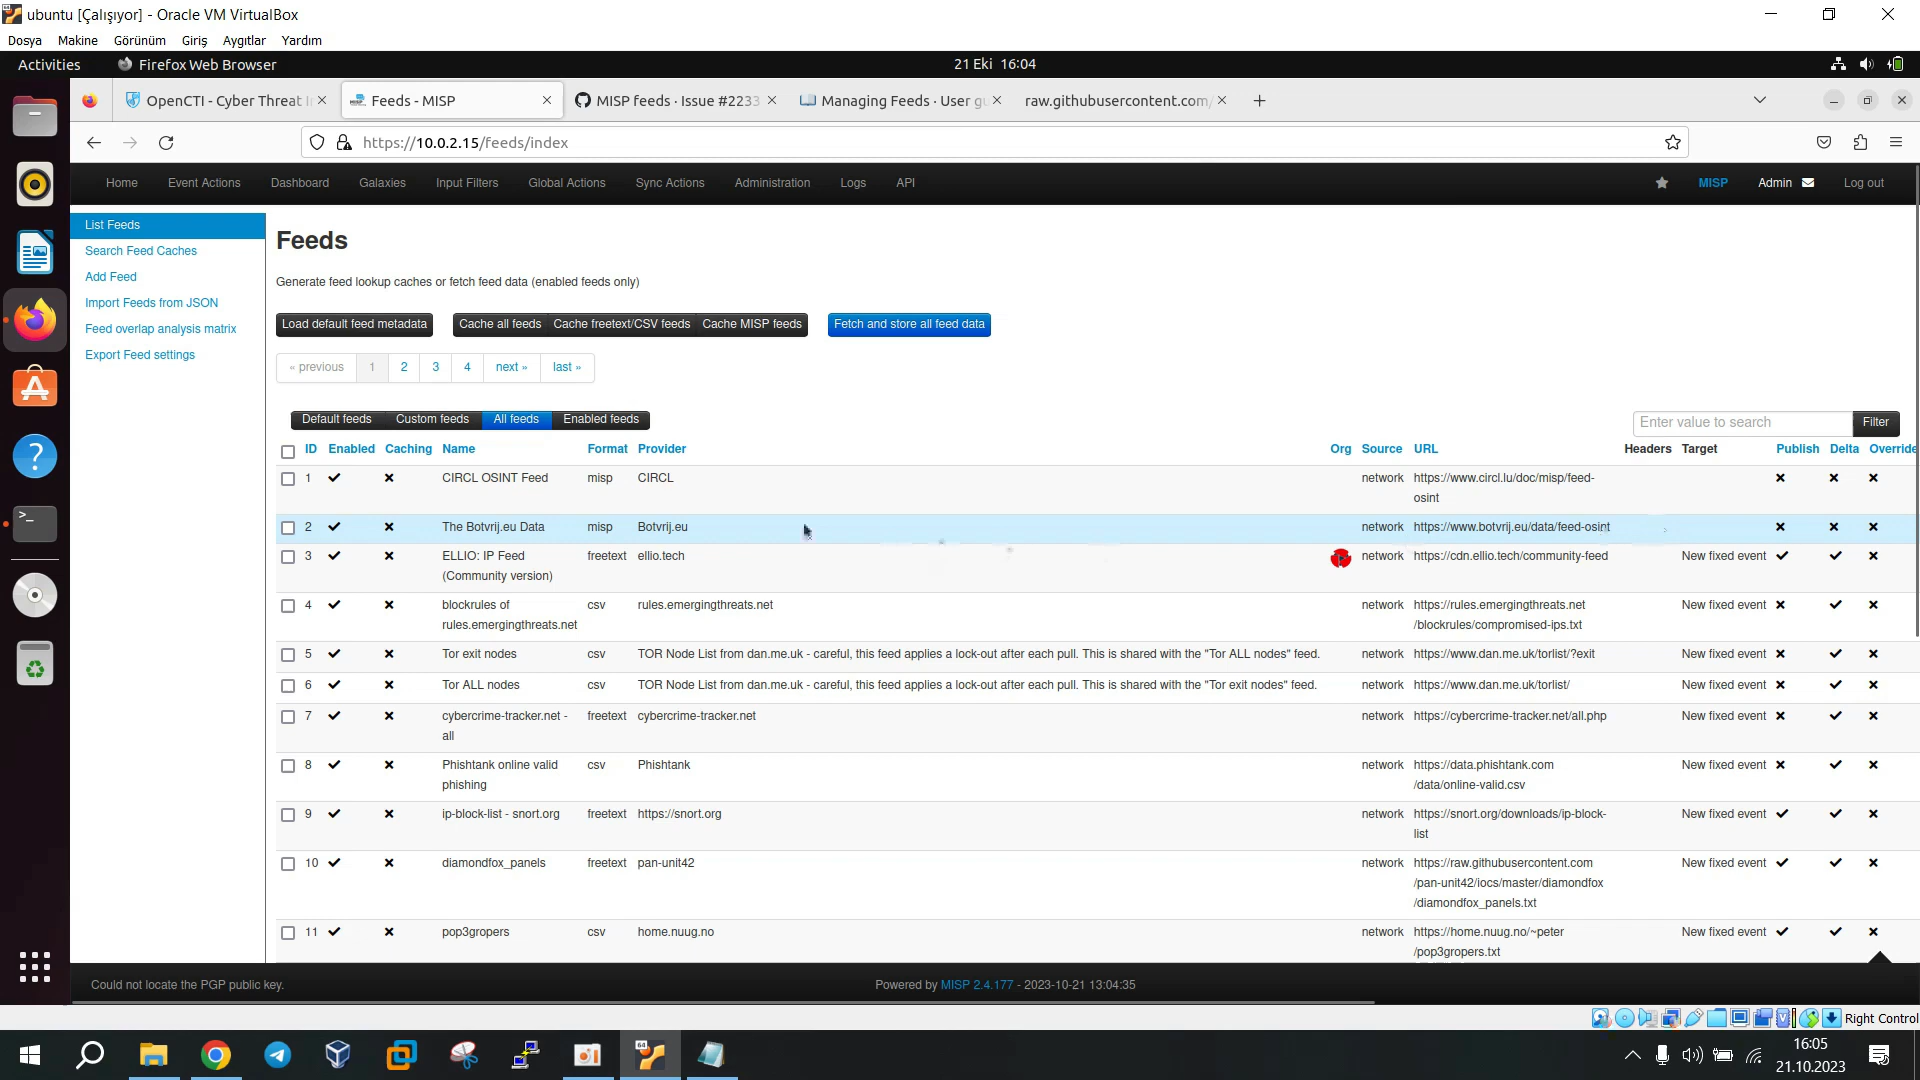 ubuntu [Çalışıyor] - Oracle VM VirtualBox
Dosya Makine Görünüm Giriş Aygıtlar Yardım
Activities Firefox Web Browser 21 Eki 16:04
OpenCTI - Cyber Threat Feeds - MISP MISP feeds · Issue #2233 Managing Feeds · User gu raw.githubusercontent.com/
https://10.0.2.15/feeds/index
Home Event Actions Dashboard Galaxies Input Filters Global Actions Sync Actions Administration Logs API MISP Admin Log out
List Feeds
Search Feed Caches
Add Feed
Import Feeds from JSON
Feed overlap analysis matrix
Export Feed settings
Feeds
Generate feed lookup caches or fetch feed data (enabled feeds only)
Load default feed metadata Cache all feeds Cache freetext/CSV feeds Cache MISP feeds Fetch and store all feed data
« previous 1 2 3 4 next » last »
Default feeds Custom feeds All feeds Enabled feeds Enter value to search Filter
ID Enabled Caching Name Format Provider Org Source URL Headers Target Publish Delta Override
1 ✔ ✖ CIRCL OSINT Feed misp CIRCL network https://www.circl.lu/doc/misp/feed- ✖ ✖ ✖
osint
2 ✔ ✖ The Botvrij.eu Data misp Botvrij.eu network https://www.botvrij.eu/data/feed-osint ✖ ✖ ✖
3 ✔ ✖ ELLIO: IP Feed freetext ellio.tech network https://cdn.ellio.tech/community-feed New fixed event ✔ ✔ ✖
(Community version)
4 ✔ ✖ blockrules of csv rules.emergingthreats.net network https://rules.emergingthreats.net New fixed event ✖ ✔ ✖
rules.emergingthreats.net /blockrules/compromised-ips.txt
5 ✔ ✖ Tor exit nodes csv TOR Node List from dan.me.uk - careful, this feed applies a lock-out after each pull. This is shared with the "Tor ALL nodes" feed. network https://www.dan.me.uk/torlist/?exit New fixed event ✖ ✔ ✖
6 ✔ ✖ Tor ALL nodes csv TOR Node List from dan.me.uk - careful, this feed applies a lock-out after each pull. This is shared with the "Tor exit nodes" feed. network https://www.dan.me.uk/torlist/ New fixed event ✖ ✔ ✖
7 ✔ ✖ cybercrime-tracker.net - freetext cybercrime-tracker.net network https://cybercrime-tracker.net/all.php New fixed event ✖ ✔ ✖
all
8 ✔ ✖ Phishtank online valid csv Phishtank network https://data.phishtank.com New fixed event ✖ ✔ ✖
phishing /data/online-valid.csv
9 ✔ ✖ ip-block-list - snort.org freetext https://snort.org network https://snort.org/downloads/ip-block- New fixed event ✔ ✔ ✖
list
10 ✔ ✖ diamondfox_panels freetext pan-unit42 network https://raw.githubusercontent.com New fixed event ✔ ✔ ✖
/pan-unit42/iocs/master/diamondfox
/diamondfox_panels.txt
11 ✔ ✖ pop3gropers csv home.nuug.no network https://home.nuug.no/~peter New fixed event ✔ ✔ ✖
/pop3gropers.txt
Could not locate the PGP public key. Powered by MISP 2.4.177 - 2023-10-21 13:04:35
Right Control
16:05
21.10.2023